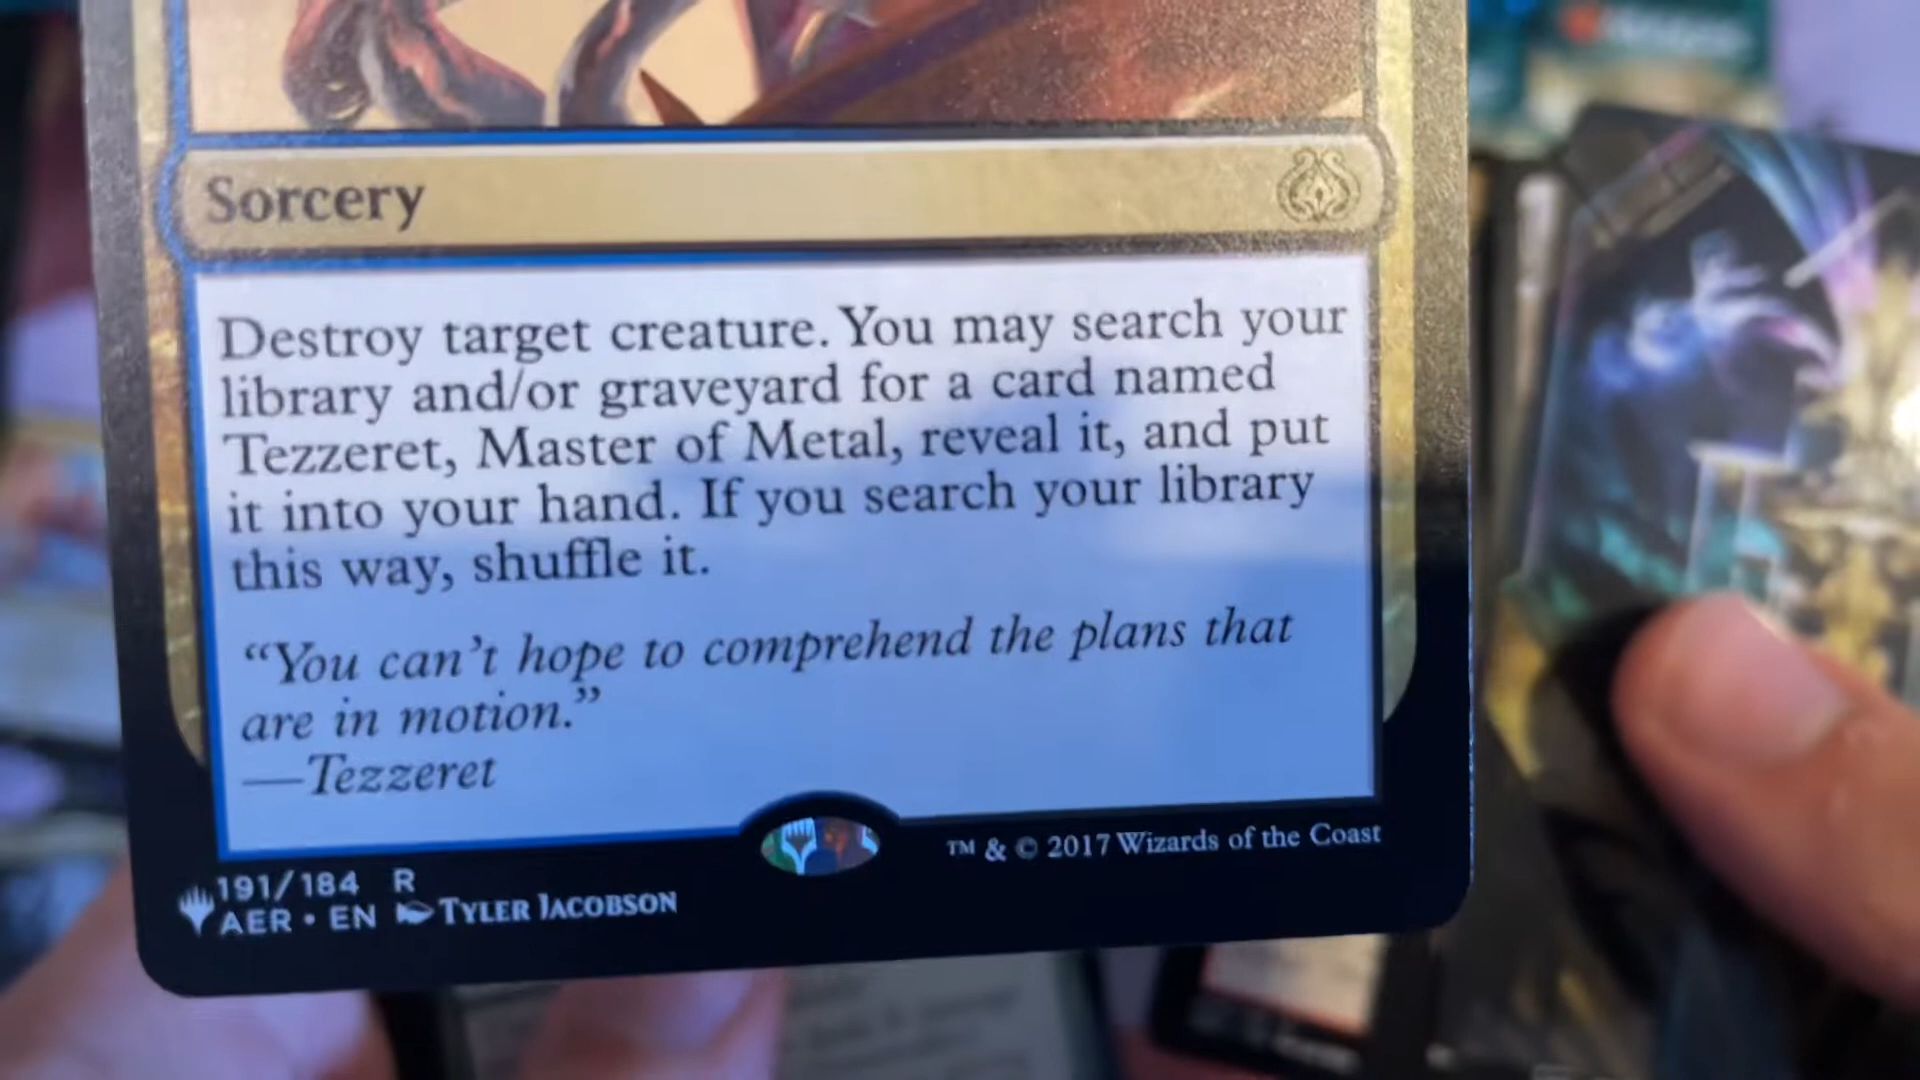 Sorcery
Destroy target creature. You may search your
library and/or graveyard for a card named
Tezzeret, Master of Metal, reveal it, and put
it into your hand. If you search your library
this way, shuffle it.
“You can’t hope to comprehend the plans that
are in motion.”
—Tezzeret
™ & © 2017 Wizards of the Coast
191/184 R
AER • EN Tyler Jacobson